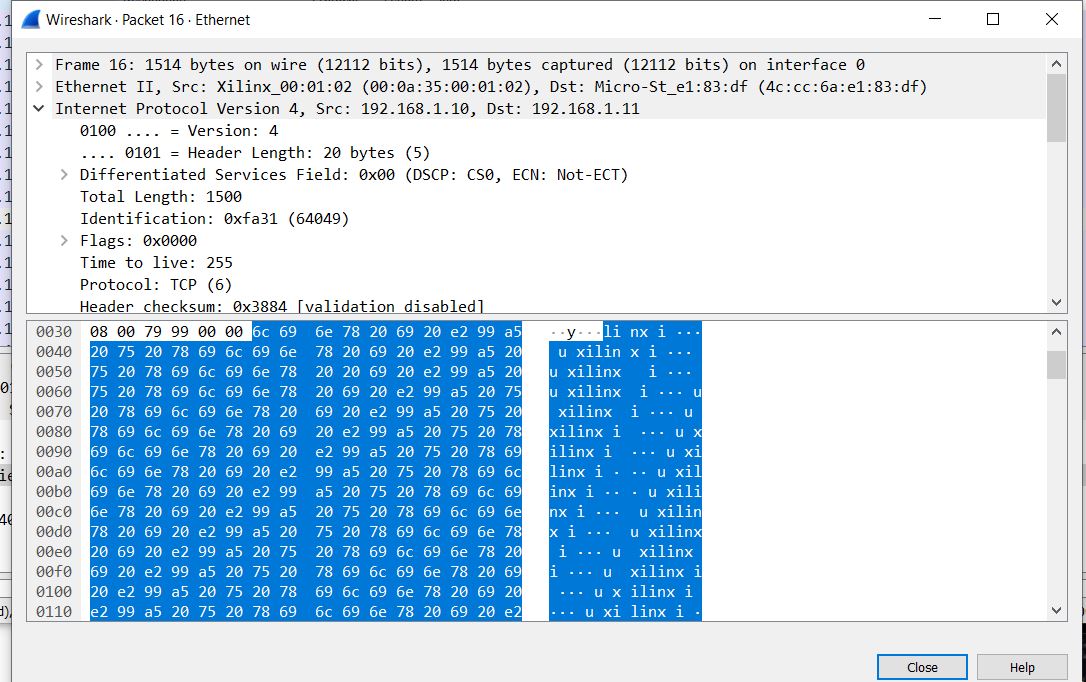 Wireshark · Packet 16 · Ethernet
Frame 16: 1514 bytes on wire (12112 bits), 1514 bytes captured (12112 bits) on interface 0
Ethernet II, Src: Xilinx_00:01:02 (00:0a:35:00:01:02), Dst: Micro-St_e1:83:df (4c:cc:6a:e1:83:df)
Internet Protocol Version 4, Src: 192.168.1.10, Dst: 192.168.1.11
0100 .... = Version: 4
.... 0101 = Header Length: 20 bytes (5)
Differentiated Services Field: 0x00 (DSCP: CS0, ECN: Not-ECT)
Total Length: 1500
Identification: 0xfa31 (64049)
Flags: 0x0000
Time to live: 255
Protocol: TCP (6)
Header checksum: 0x3884 [validation disabled]
0030 08 00 79 99 00 00 6c 69 6e 78 20 69 20 e2 99 a5 ··y···li nx i ···
0040 20 75 20 78 69 6c 69 6e 78 20 69 20 e2 99 a5 20 u xilin x i ···
0050 75 20 78 69 6c 69 6e 78 20 20 69 20 e2 99 a5 20 u xilinx i ···
0060 75 20 78 69 6c 69 6e 78 20 69 20 e2 99 a5 20 75 u xilinx i ··· u
0070 20 78 69 6c 69 6e 78 20 69 20 e2 99 a5 20 75 20 xilinx i ··· u
0080 78 69 6c 69 6e 78 20 69 20 e2 99 a5 20 75 20 78 xilinx i ··· u x
0090 69 6c 69 6e 78 20 69 20 e2 99 a5 20 75 20 78 69 ilinx i ··· u xi
00a0 6c 69 6e 78 20 69 20 e2 99 a5 20 75 20 78 69 6c linx i · ·· u xil
00b0 69 6e 78 20 69 20 e2 99 a5 20 75 20 78 69 6c 69 inx i ·· · u xili
00c0 6e 78 20 69 20 e2 99 a5 20 75 20 78 69 6c 69 6e nx i ··· u xilin
00d0 78 20 69 20 e2 99 a5 20 75 20 78 69 6c 69 6e 78 x i ··· u xilinx
00e0 20 69 20 e2 99 a5 20 75 20 78 69 6c 69 6e 78 20 i ··· u xilinx
00f0 69 20 e2 99 a5 20 75 20 78 69 6c 69 6e 78 20 69 i ··· u xilinx i
0100 20 e2 99 a5 20 75 20 78 69 6c 69 6e 78 20 69 20 ··· u x ilinx i
0110 e2 99 a5 20 75 20 78 69 6c 69 6e 78 20 69 20 e2 ··· u xi linx i ·
Close Help